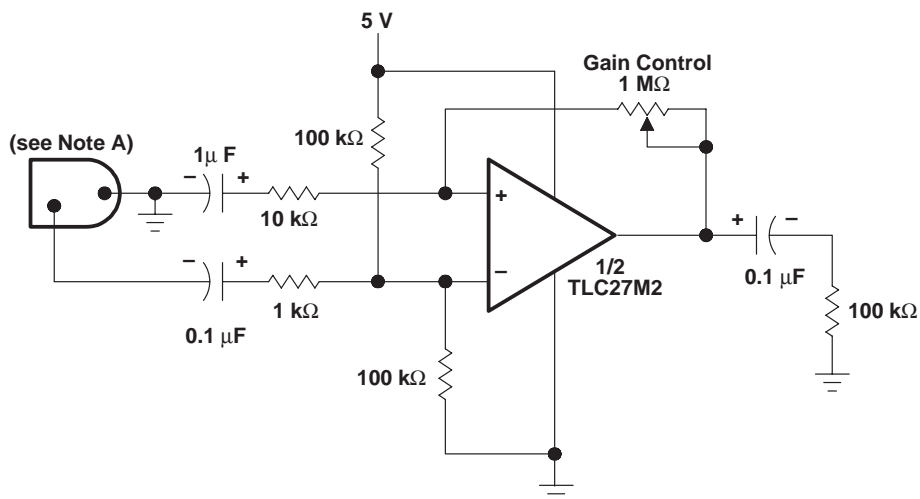 5 V
Gain Control
1 MΩ
100 kΩ
(see Note A)
1μ F
– +
10 kΩ
+
–
+ –
– +
1 kΩ
0.1 μF
1/2
TLC27M2
0.1 μF
100 kΩ
100 kΩ